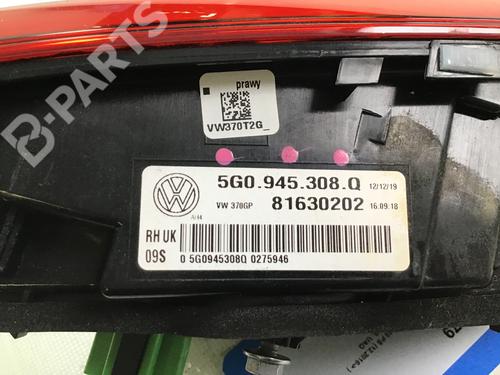 B-PARTS
prawy
VW370T2G_
5G0.945.308.Q 12/12/19
VW 370GP 81630202 16.09.18
A/44
RH UK
09S 0 5G0945308Q 0275946